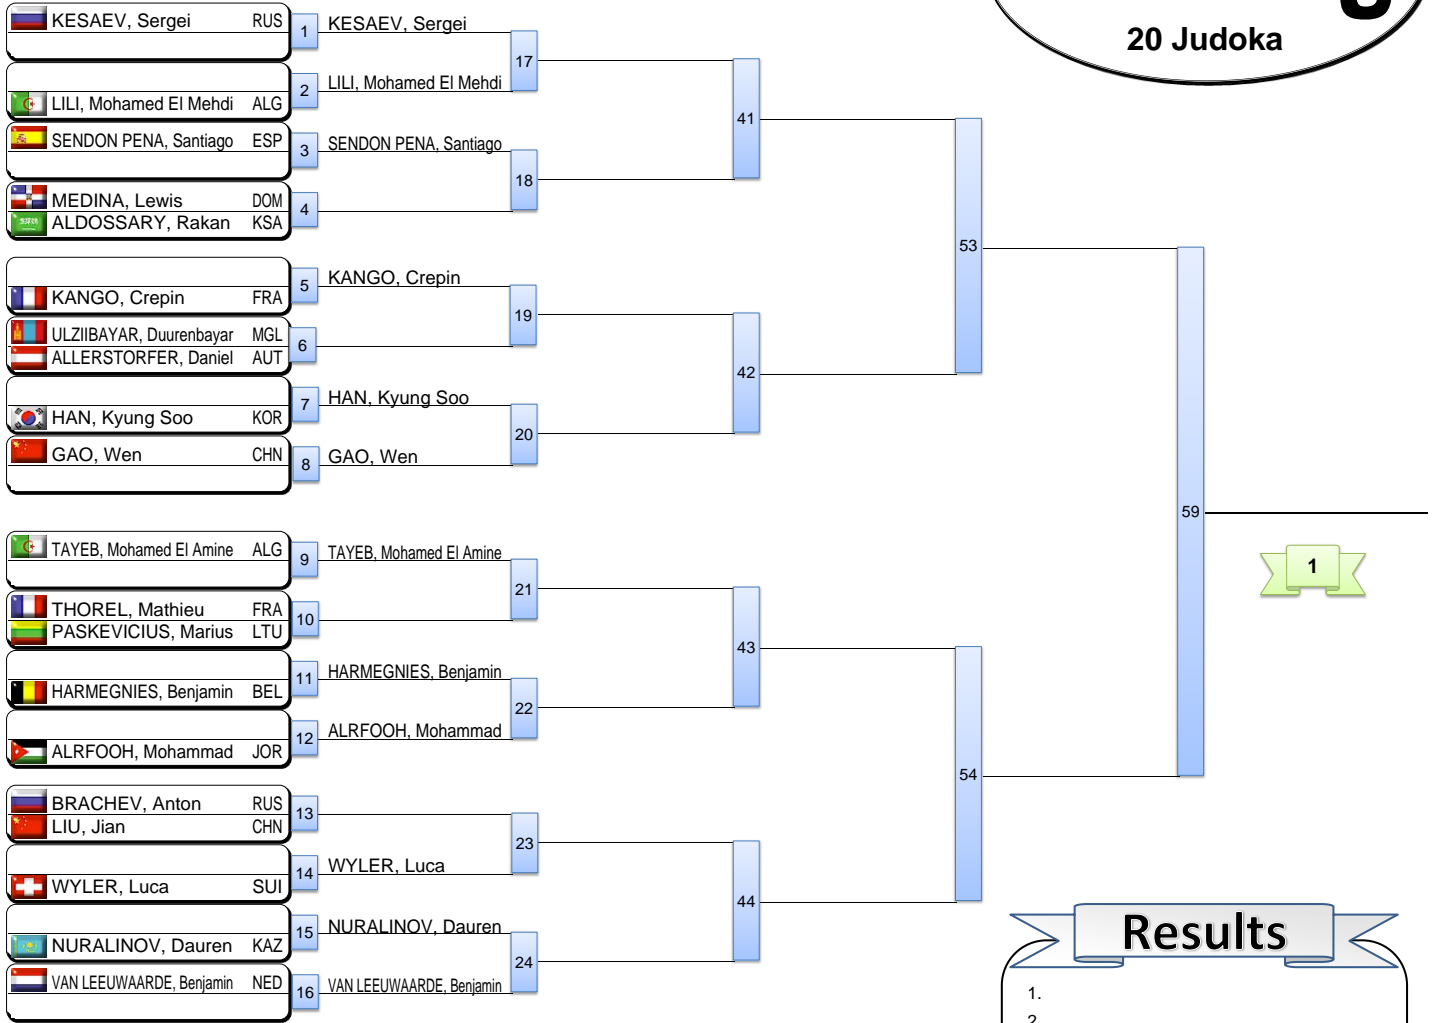 20 Judoka
KESAEV, Sergei RUS
1
KESAEV, Sergei
17
2
LILI, Mohamed El Mehdi
LILI, Mohamed El Mehdi ALG
41
SENDON PENA, Santiago ESP
3
SENDON PENA, Santiago
18
MEDINA, Lewis DOM
4
ALDOSSARY, Rakan KSA
53
5
KANGO, Crepin
KANGO, Crepin FRA
19
ULZIIBAYAR, Duurenbayar MGL
6
ALLERSTORFER, Daniel AUT
42
7
HAN, Kyung Soo
HAN, Kyung Soo KOR
20
GAO, Wen CHN
8
GAO, Wen
59
1
TAYEB, Mohamed El Amine ALG
9
TAYEB, Mohamed El Amine
21
THOREL, Mathieu FRA
10
PASKEVICIUS, Marius LTU
43
11
HARMEGNIES, Benjamin
HARMEGNIES, Benjamin BEL
22
12
ALRFOOH, Mohammad
ALRFOOH, Mohammad JOR
54
BRACHEV, Anton RUS
13
LIU, Jian CHN
23
14
WYLER, Luca
WYLER, Luca SUI
44
15
NURALINOV, Dauren
NURALINOV, Dauren KAZ
24
VAN LEEUWAARDE, Benjamin NED
16
VAN LEEUWAARDE, Benjamin
Results
1.
2.